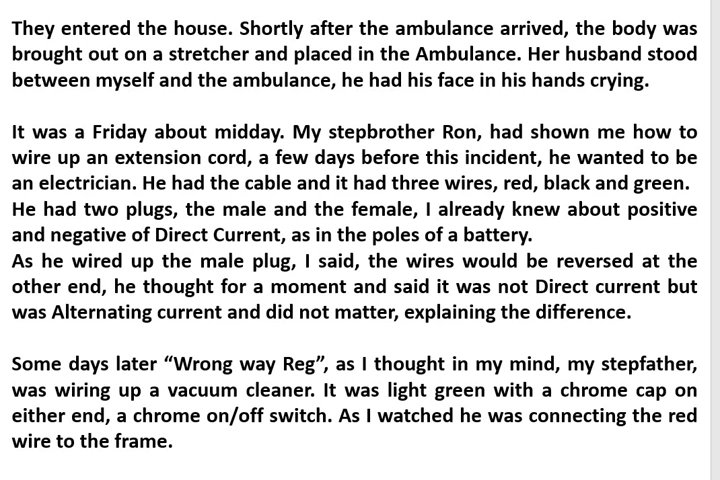 They entered the house. Shortly after the ambulance arrived, the body was
brought out on a stretcher and placed in the Ambulance. Her husband stood
between myself and the ambulance, he had his face in his hands crying.
It was a Friday about midday. My stepbrother Ron, had shown me how to
wire up an extension cord, a few days before this incident, he wanted to be
an electrician. He had the cable and it had three wires, red, black and green.
He had two plugs, the male and the female, I already knew about positive
and negative of Direct Current, as in the poles of a battery.
As he wired up the male plug, I said, the wires would be reversed at the
other end, he thought for a moment and said it was not Direct current but
was Alternating current and did not matter, explaining the difference.
Some days later “Wrong way Reg”, as I thought in my mind, my stepfather,
was wiring up a vacuum cleaner. It was light green with a chrome cap on
either end, a chrome on/off switch. As I watched he was connecting the red
wire to the frame.